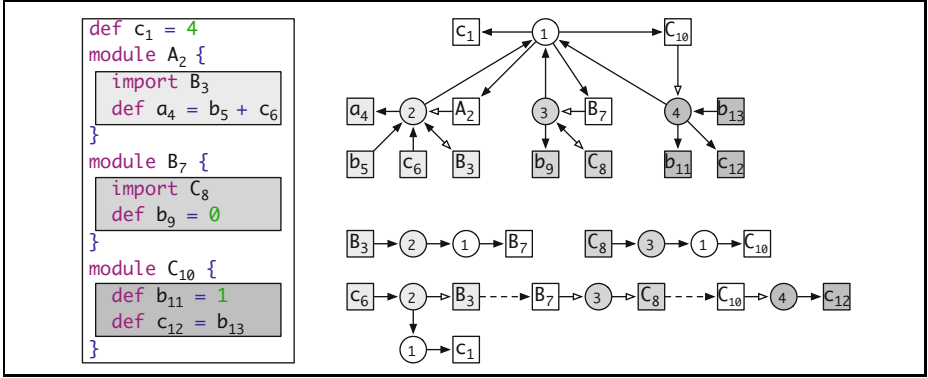 def c₁ = 4
module A₂ {
import B₃
def a₄ = b₅ + c₆
}
module B₇ {
import C₈
def b₉ = 0
}
module C₁₀ {
def b₁₁ = 1
def c₁₂ = b₁₃
}
c₁ 1 C₁₀
a₄ 2 A₂ 3 B₇ 4 b₁₃
b₅ c₆ B₃ b₉ C₈ b₁₁ c₁₂
B₃ 2 1 B₇ C₈ 3 1 C₁₀
c₆ 2 B₃ B₇ 3 C₈ C₁₀ 4 c₁₂
1 c₁